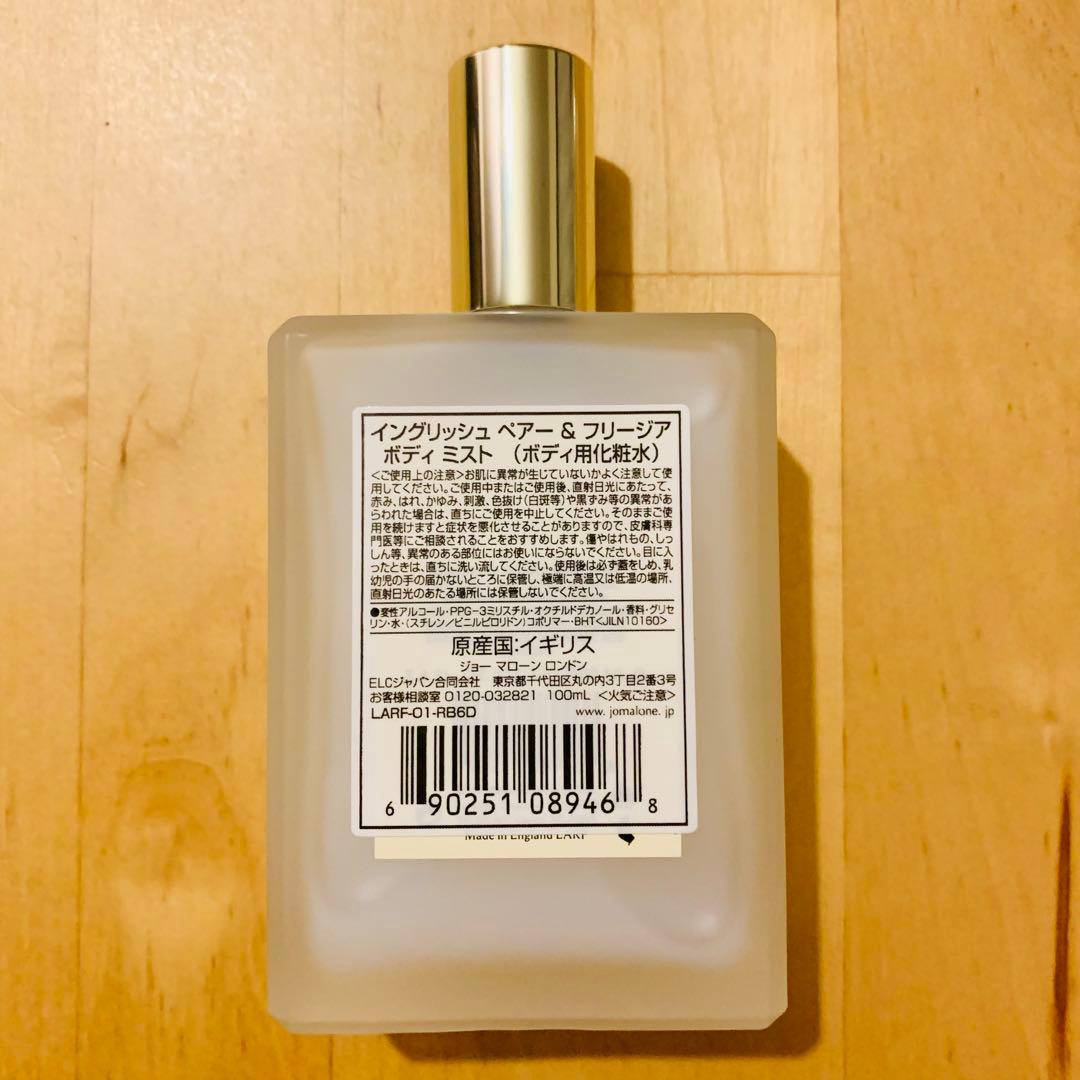 イングリッシュ ペアー & フリージア
ボディ ミスト （ボディ用化粧水）
<ご使用上の注意>お肌に異常が生じていないかよく注意して使
用してください。ご使用中またはご使用後、直射日光にあたって、
赤み、はれ、かゆみ、刺激、色抜け(白斑等)や黒ずみ等の異常があ
らわれた場合は、直ちにご使用を中止してください。そのままご使
用を続けますと症状を悪化させることがありますので、皮膚科専
門医等にご相談されることをおすすめします。傷やはれもの、しっ
しん等、異常のある部位にはお使いにならないでください。目に入
ったときは、直ちに洗い流してください。使用後は必ず蓋をしめ、乳
幼児の手の届かないところに保管し、極端に高温又は低温の場所、
直射日光のあたる場所には保管しないでください。
●変性アルコール・PPG-3ミリスチル・オクチルドデカノール・香料・グリセ
リン・水・(スチレン/ビニルピロリドン)コポリマー・BHT<JILN10160>
原産国:イギリス
ジョー マローン ロンドン
ELCジャパン合同会社 東京都千代田区丸の内3丁目2番3号
お客様相談室 0120-032821 100mL <火気ご注意>
LARF-01-RB6D www. jomalone. jp
6 90251 08946 8
Made in England LARF